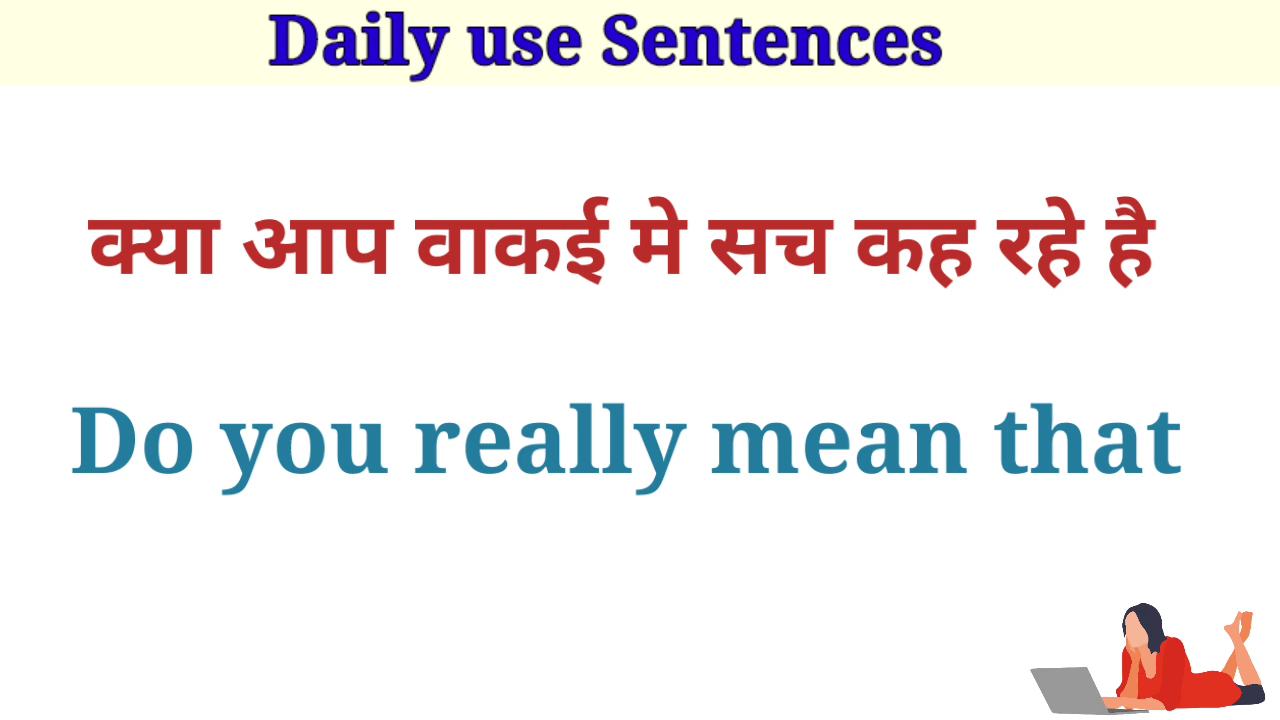 Daily use Sentences
क्या आप वाकई मे सच कह रहे है
Do you really mean that